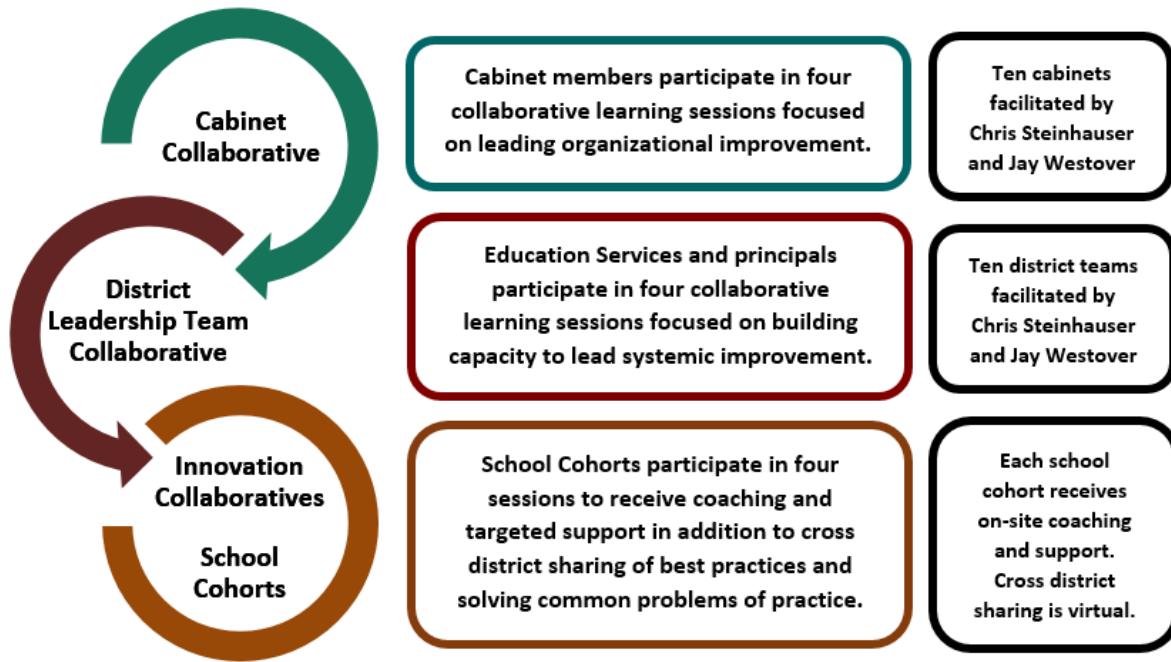 Cabinet
Collaborative
Cabinet members participate in four
collaborative learning sessions focused
on leading organizational improvement.
Ten cabinets
facilitated by
Chris Steinhauser
and Jay Westover
District
Leadership Team
Collaborative
Education Services and principals
participate in four collaborative
learning sessions focused on building
capacity to lead systemic improvement.
Ten district teams
facilitated by
Chris Steinhauser
and Jay Westover
Innovation
Collaboratives
School
Cohorts
School Cohorts participate in four
sessions to receive coaching and
targeted support in addition to cross
district sharing of best practices and
solving common problems of practice.
Each school
cohort receives
on-site coaching
and support.
Cross district
sharing is virtual.